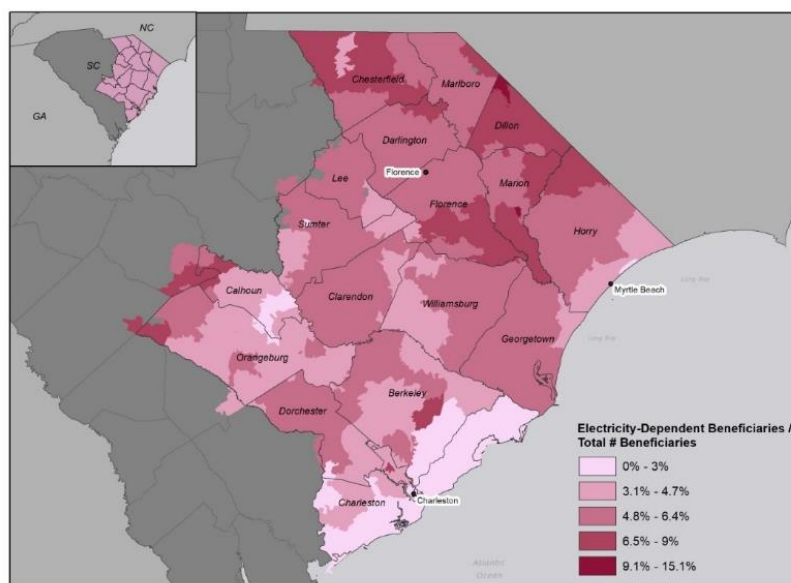 NC
SC
GA
Chesterfield
Marlboro
Dillon
Darlington
Florence
Lee
Marion
Florence
Sumter
Horry
Calhoun
Myrtle Beach
Clarendon
Williamsburg
Georgetown
Orangeburg
Berkeley
Dorchester
Charleston
Charleston
Electricity-Dependent Beneficiaries /
Total # Beneficiaries
0% - 3%
3.1% - 4.7%
4.8% - 6.4%
6.5% - 9%
9.1% - 15.1%
Atlantic
Ocean